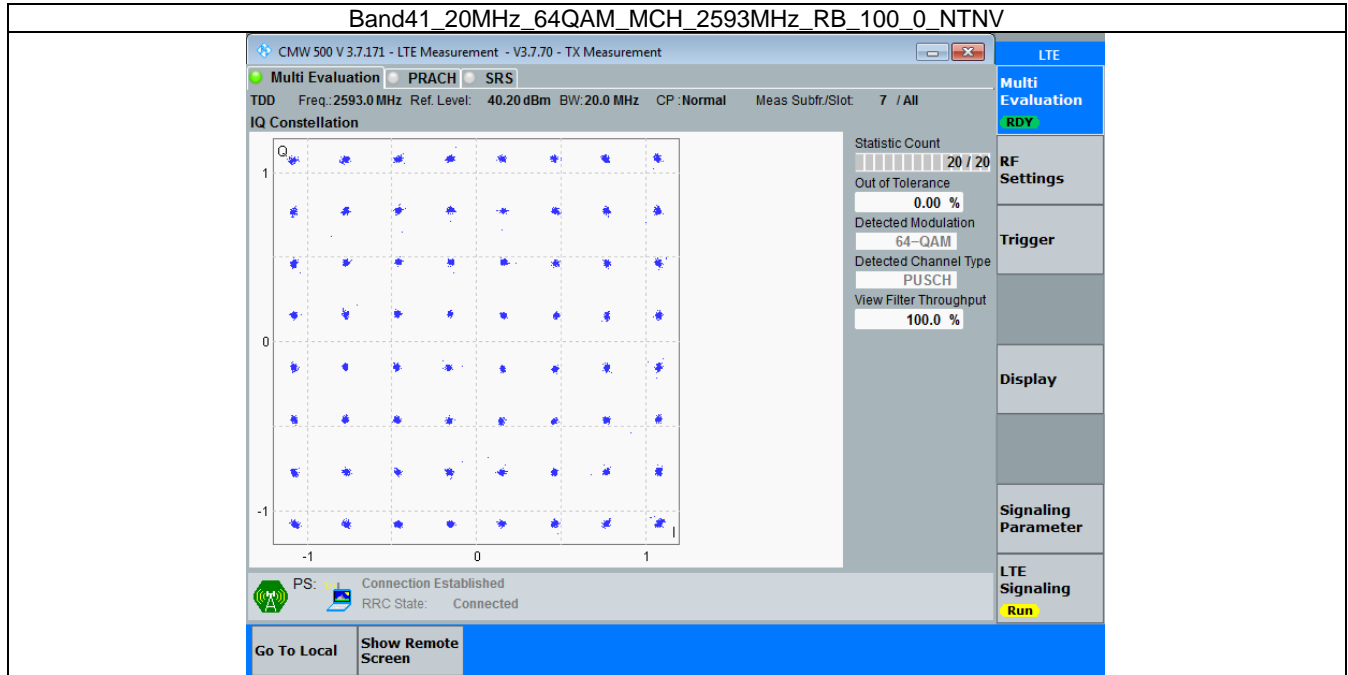 Band41_20MHz_64QAM_MCH_2593MHz_RB_100_0_NTNV
CMW 500 V 3.7.171 - LTE Measurement - V3.7.70 - TX Measurement
LTE
Multi Evaluation PRACH SRS
TDD Freq.: 2593.0 MHz Ref. Level: 40.20 dBm BW: 20.0 MHz CP : Normal Meas Subfr./Slot: 7 / All
IQ Constellation
Q
1
0
-1
-1 0 1
I
Statistic Count
20 / 20
Out of Tolerance
0.00 %
Detected Modulation
64-QAM
Detected Channel Type
PUSCH
View Filter Throughput
100.0 %
Multi
Evaluation
RDY
RF
Settings
Trigger
Display
Signaling
Parameter
LTE
Signaling
Run
PS: Connection Established
RRC State: Connected
Go To Local
Show Remote
Screen